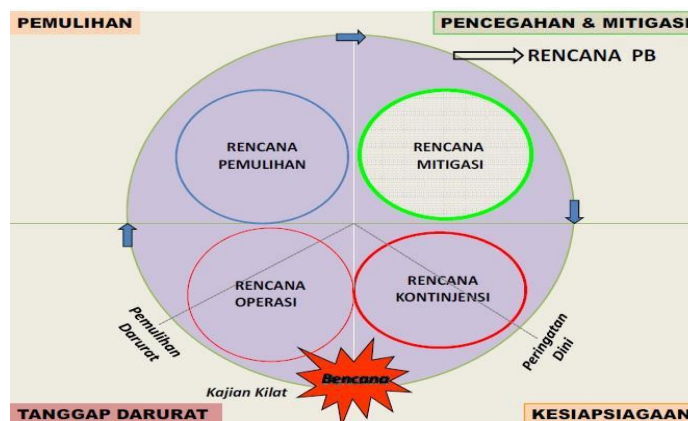 PEMULIHAN
PENCEGAHAN & MITIGASI
RENCANA PB
RENCANA
PEMULIHAN
RENCANA
MITIGASI
RENCANA
OPERASI
RENCANA
KONTINJENSI
Pemulihan
Darurat
Peringatan
Dini
Bencana
Kajian Kilat
TANGGAP DARURAT
KESIAPSIAGAAN